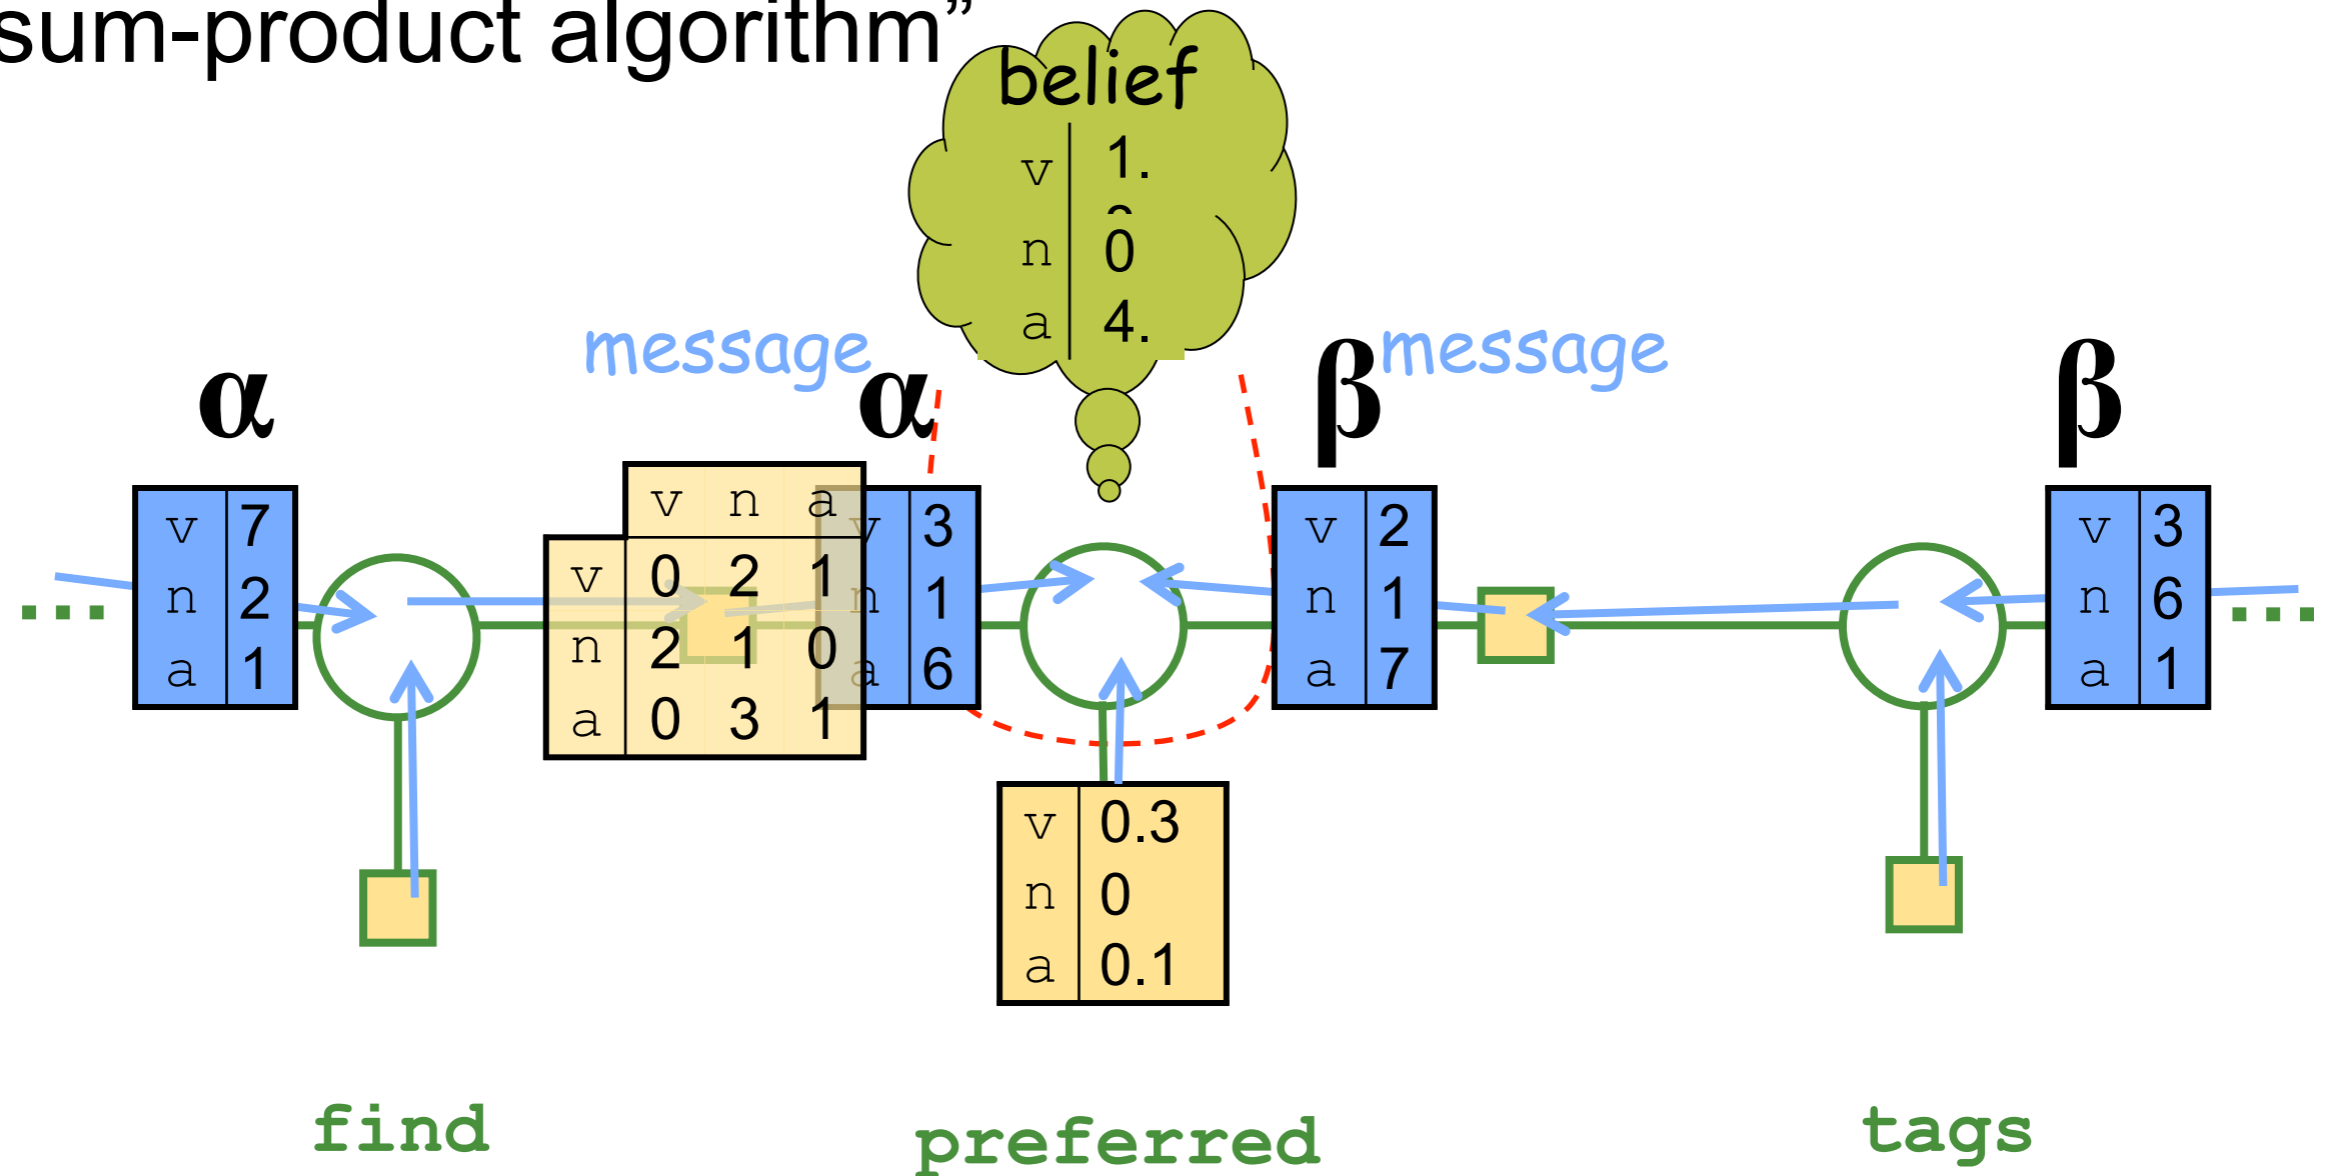 sum-product algorithm”
belief
v 1.
n 0
a 4.
message
message
α
α
β
β
v 7
n 2
a 1
v n a
v 0 2 1
n 2 1 0
a 0 3 1
v 3
n 1
a 6
v 2
n 1
a 7
v 3
n 6
a 1
...
...
v 0.3
n 0
a 0.1
find
preferred
tags